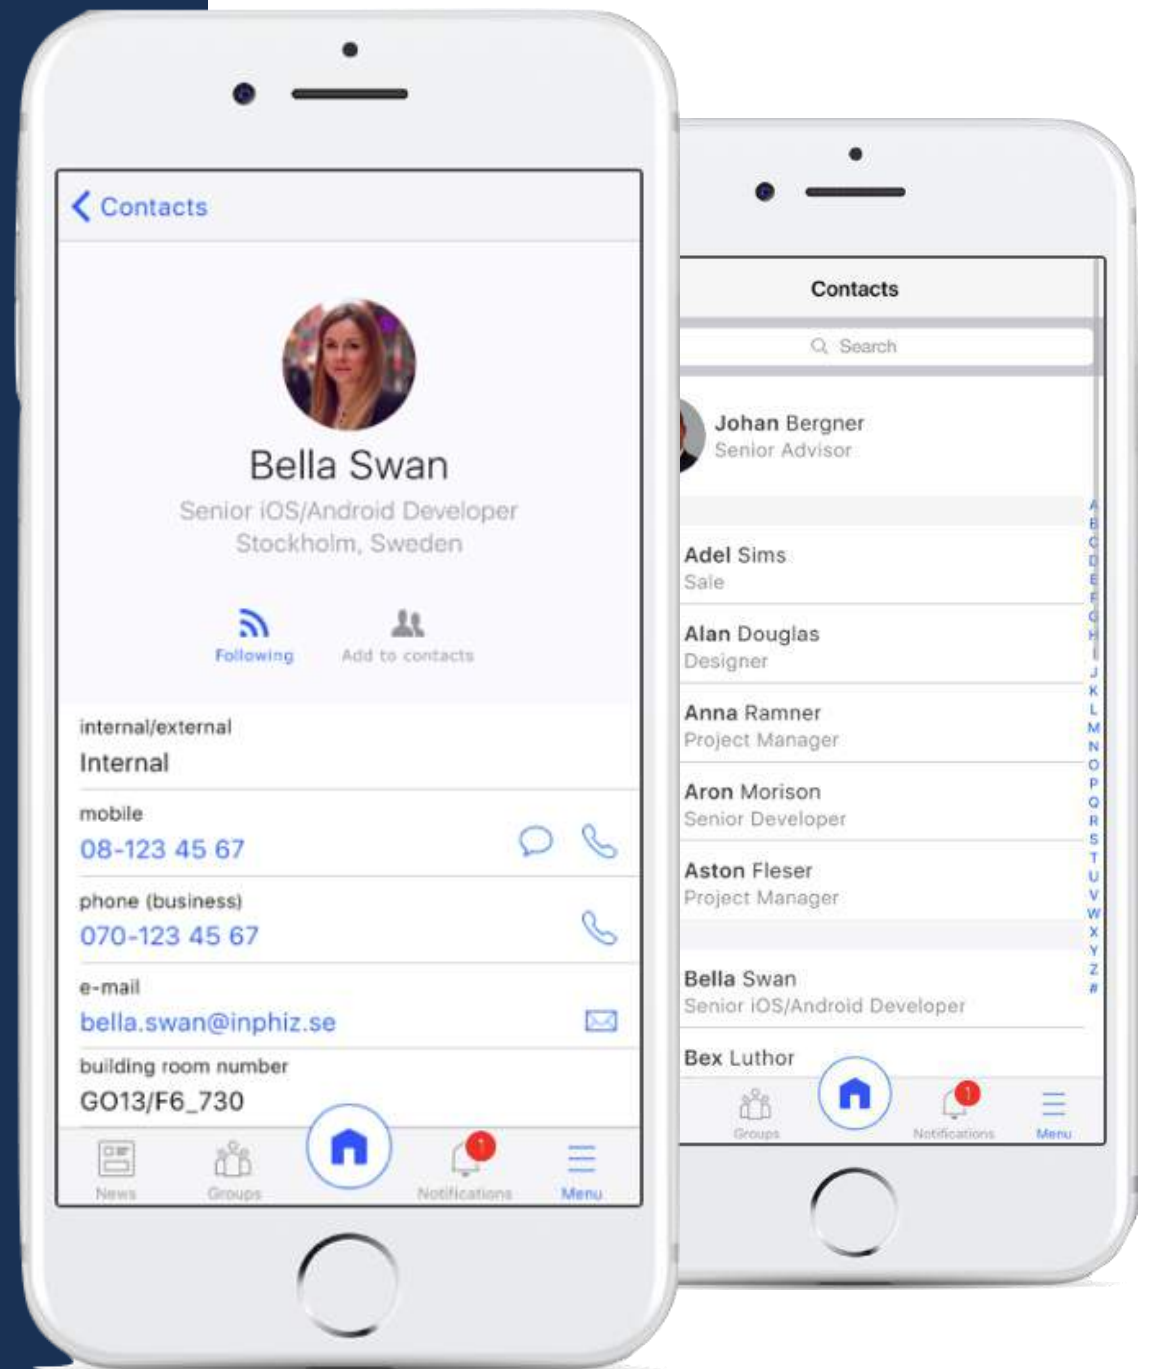 Contacts
Bella Swan
Senior iOS/Android Developer
Stockholm, Sweden
Following
Add to contacts
internal/external
Internal
mobile
08-123 45 67
phone (business)
070-123 45 67
e-mail
bella.swan@inphiz.se
building room number
GO13/F6_730
1
News
Groups
Notifications
Menu
Contacts
Search
Johan Bergner
Senior Advisor
Adel Sims
Sale
Alan Douglas
Designer
Anna Ramner
Project Manager
Aron Morison
Senior Developer
Aston Fleser
Project Manager
Bella Swan
Senior iOS/Android Developer
Bex Luthor
A
B
C
D
E
F
G
H
I
J
K
L
M
N
O
P
Q
R
S
T
U
V
W
X
Y
Z
#
1
Groups
Notifications
Menu